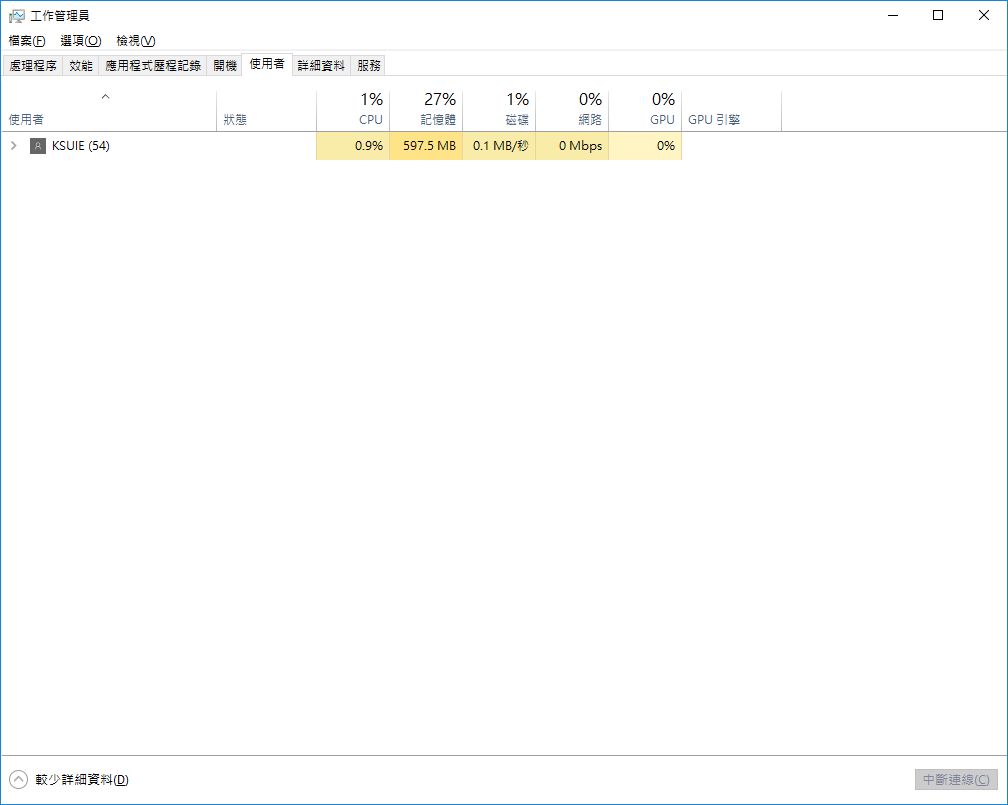 工作管理員
檔案(F) 選項(O) 檢視(V)
處理程序 效能 應用程式歷程記錄 開機 使用者 詳細資料 服務
1% 27% 1% 0% 0%
使用者 狀態 CPU 記憶體 磁碟 網路 GPU GPU 引擎
KSUIE (54) 0.9% 597.5 MB 0.1 MB/秒 0 Mbps 0%
較少詳細資料(D) 中斷連線(C)